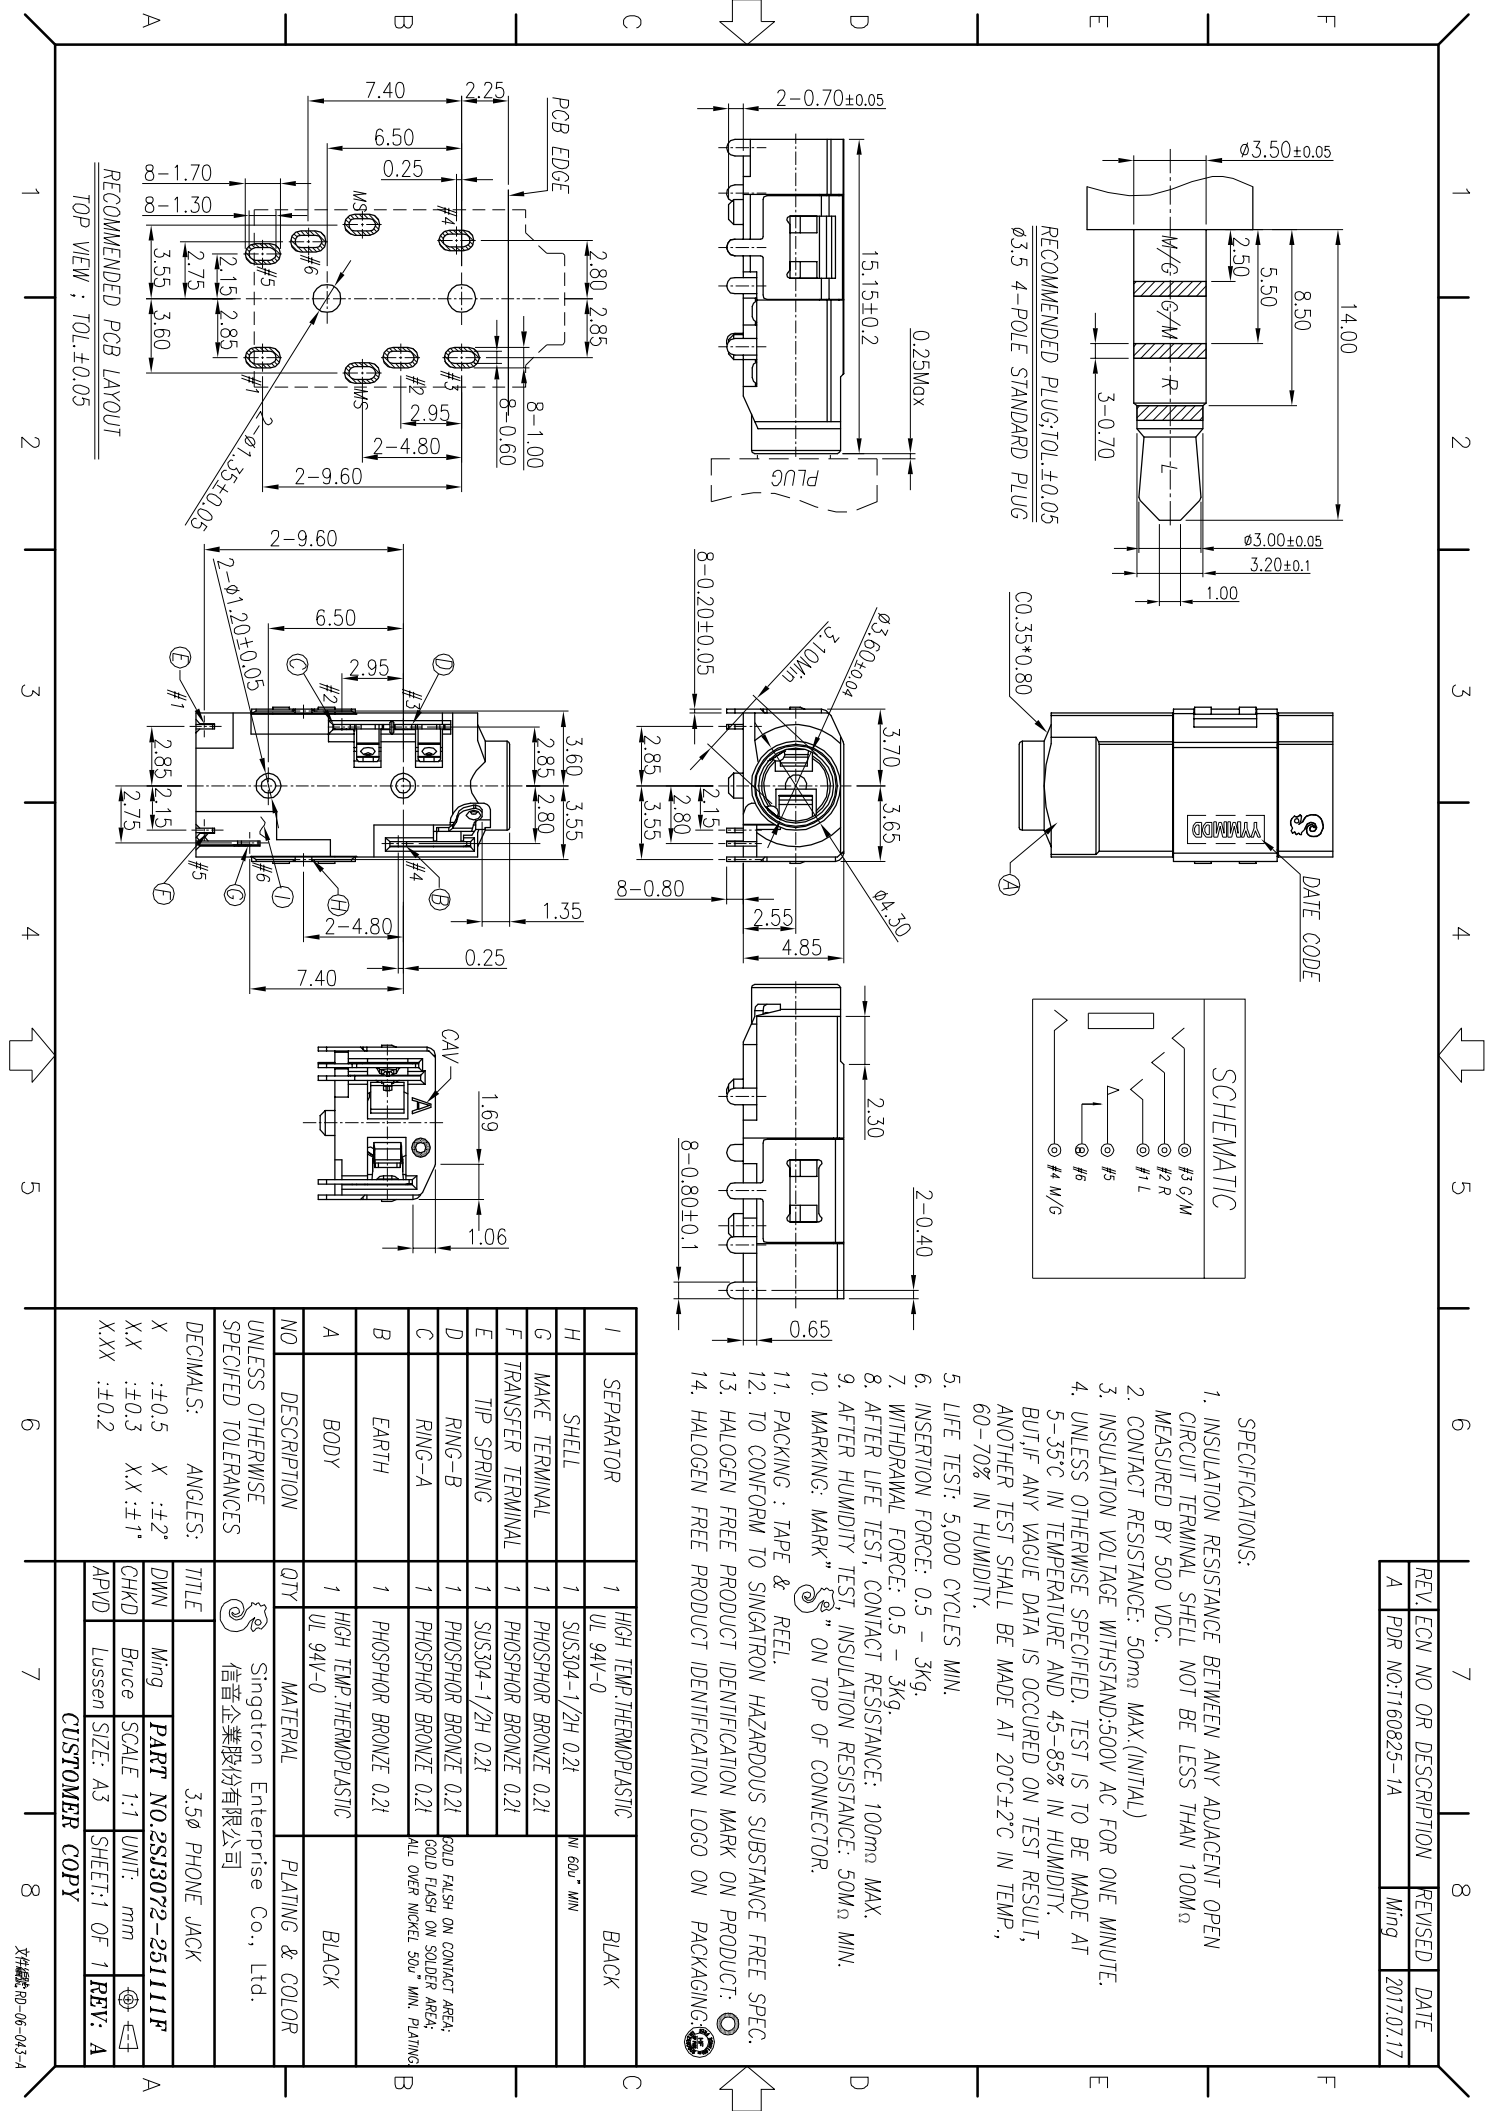 1
2
3
4
5
6
7
8
F
E
D
C
B
A
REV.
ECN NO OR DESCRIPTION
REVISED
DATE
A
PDR NO:T160825-1A
Ming
2017.07.17
14.00
8.50
5.50
2.50
ø3.50±0.05
M/G
G/M
R
L
3-0.70
ø3.00±0.05
3.20±0.1
1.00
RECOMMENDED PLUG;TOL.±0.05
ø3.5 4-POLE STANDARD PLUG
C0.35*0.80
YYMMDD
DATE CODE
A
SCHEMATIC
#3 G/M
#2 R
#1 L
#5
#6
#4 M/G
2-0.70±0.05
15.15±0.2
0.25Max
PLUG
8-0.20±0.05
3.10Min
ø3.60±0.04
3.70
3.65
ø4.30
2.85
2.15
2.80
3.55
8-0.80
2.55
4.85
2.30
2-0.40
8-0.80±0.1
0.65
PCB EDGE
7.40
2.25
6.50
0.25
8-1.70
8-1.30
MS
#4
#6
#5
2.80
2.85
2.15
2.75
3.55
2.85
3.60
#1
MS
#2
#3
8-1.00
8-0.60
2.95
2-4.80
2-9.60
2-ø1.35±0.05
RECOMMENDED PCB LAYOUT
TOP VIEW ; TOL.±0.05
2-9.60
2-ø1.20±0.05
6.50
2.95
C
D
E
#1
#2
#3
3.60
2.85
2.85
2.15
2.75
2.80
3.55
#5
#6
#4
F
G
I
H
B
1.35
2-4.80
0.25
7.40
CAV
A
1.69
1.06
SPECIFICATIONS:
1. INSULATION RESISTANCE BETWEEN ANY ADJACENT OPEN
CIRCUIT TERMINAL SHELL NOT BE LESS THAN 100MΩ
MEASURED BY 500 VDC.
2. CONTACT RESISTANCE: 50mΩ MAX.(INITIAL)
3. INSULATION VOLTAGE WITHSTAND:500V AC FOR ONE MINUTE.
4. UNLESS OTHERWISE SPECIFIED. TEST IS TO BE MADE AT
5-35°C IN TEMPERATURE AND 45-85% IN HUMIDITY.
BUT,IF ANY VAGUE DATA IS OCCURED ON TEST RESULT,
ANOTHER TEST SHALL BE MADE AT 20°C±2°C IN TEMP.,
60-70% IN HUMIDITY.
5. LIFE TEST: 5,000 CYCLES MIN.
6. INSERTION FORCE: 0.5 - 3Kg.
7. WITHDRAWAL FORCE: 0.5 - 3Kg.
8. AFTER LIFE TEST, CONTACT RESISTANCE: 100mΩ MAX.
9. AFTER HUMIDITY TEST, INSULATION RESISTANCE: 50MΩ MIN.
10. MARKING: MARK" " ON TOP OF CONNECTOR.
11. PACKING : TAPE & REEL.
12. TO CONFORM TO SINGATRON HAZARDOUS SUBSTANCE FREE SPEC.
13. HALOGEN FREE PRODUCT IDENTIFICATION MARK ON PRODUCT:
14. HALOGEN FREE PRODUCT IDENTIFICATION LOGO ON PACKAGING:
I SEPARATOR 1 HIGH TEMP.THERMOPLASTIC UL 94V-0 BLACK
H SHELL 1 SUS304-1/2H 0.2t NI 60u" MIN
G MAKE TERMINAL 1 PHOSPHOR BRONZE 0.2t
F TRANSFER TERMINAL 1 PHOSPHOR BRONZE 0.2t
E TIP SPRING 1 SUS304-1/2H 0.2t
D RING-B 1 PHOSPHOR BRONZE 0.2t
C RING-A 1 PHOSPHOR BRONZE 0.2t
B EARTH 1 PHOSPHOR BRONZE 0.2t
GOLD FALSH ON CONTACT AREA;
GOLD FLASH ON SOLDER AREA;
ALL OVER NICKEL 50u" MIN. PLATING.
A BODY 1 HIGH TEMP.THERMOPLASTIC UL 94V-0 BLACK
NO DESCRIPTION QTY MATERIAL PLATING & COLOR
UNLESS OTHERWISE
SPECIFED TOLERANCES
DECIMALS: ANGLES:
X :±0.5 X :±2°
X.X :±0.3 X.X :±1°
X.XX :±0.2
Singatron Enterprise Co., Ltd.
信音企業股份有限公司
TITLE 3.5ø PHONE JACK
DWN Ming PART NO.2SJ3072-251111F
CHKD Bruce SCALE 1:1 UNIT: mm
APVD Lussen SIZE: A3 SHEET:1 OF 1 REV: A
CUSTOMER COPY
RD-06-043-A